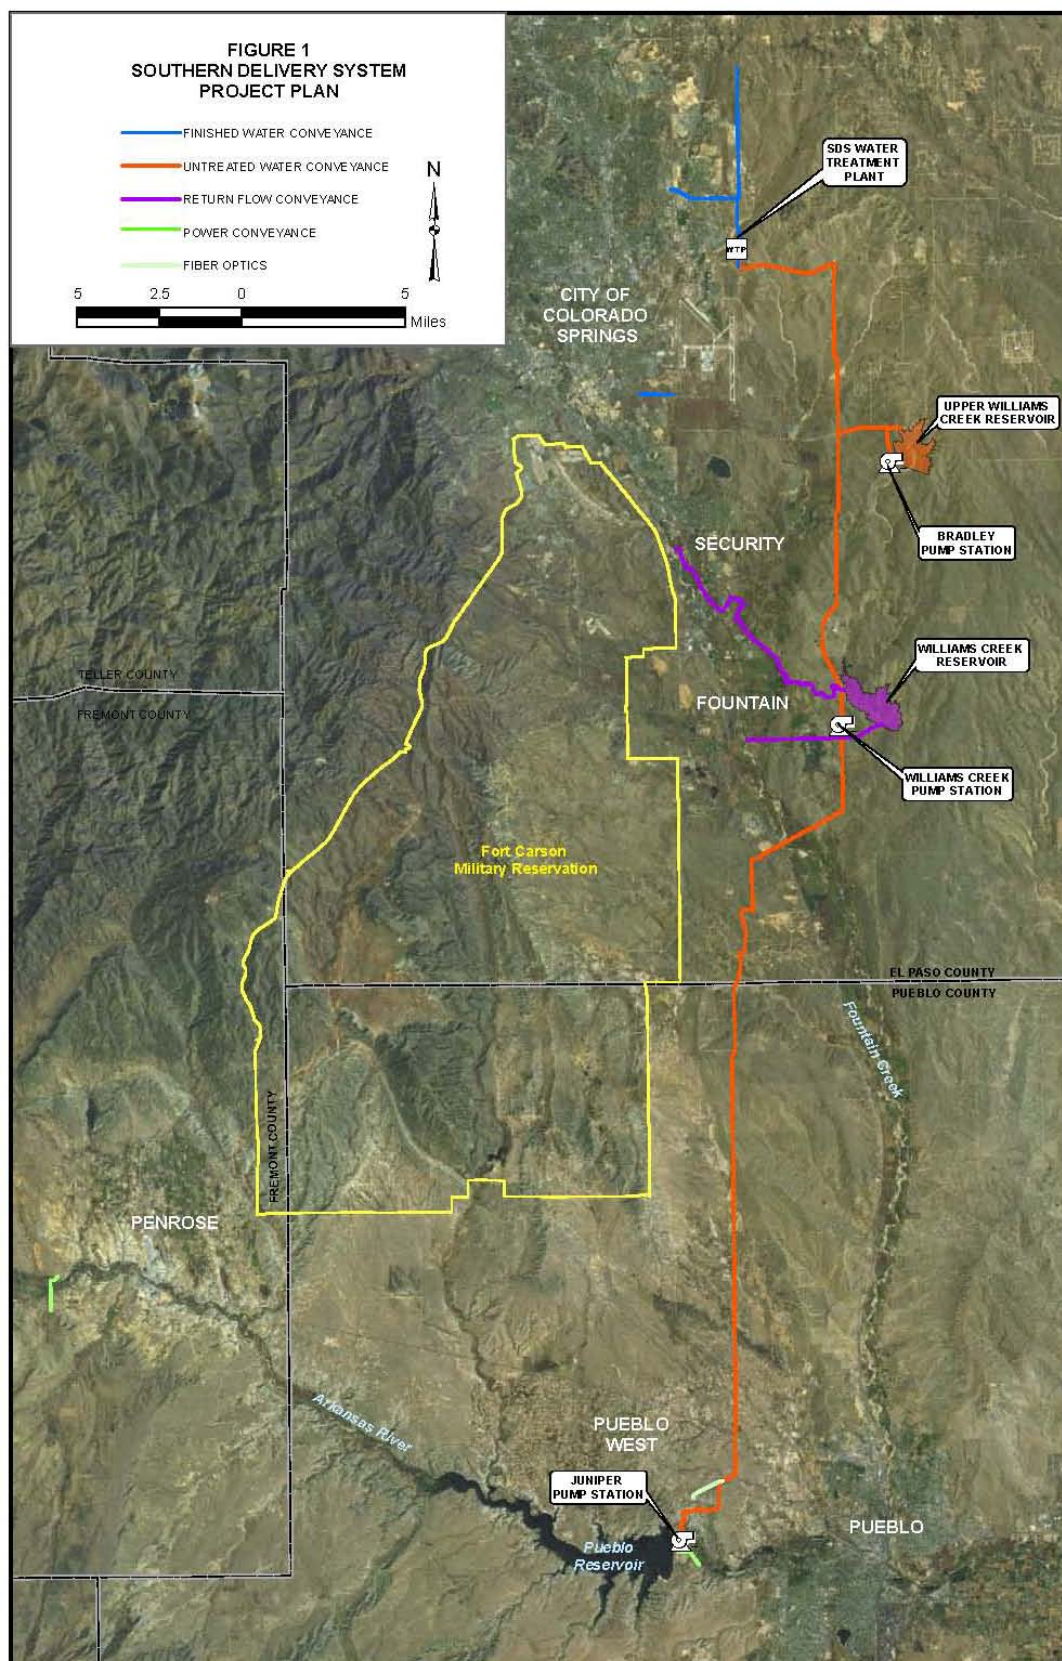 FIGURE 1
SOUTHERN DELIVERY SYSTEM
PROJECT PLAN
FINISHED WATER CONVEYANCE
UNTREATED WATER CONVEYANCE
RETURN FLOW CONVEYANCE
POWER CONVEYANCE
FIBER OPTICS
N
5 2.5 0 5
Miles
SDS WATER
TREATMENT
PLANT
WTP
CITY OF
COLORADO
SPRINGS
UPPER WILLIAMS
CREEK RESERVOIR
BRADLEY
PUMP STATION
SECURITY
WILLIAMS CREEK
RESERVOIR
TELLER COUNTY
FREMONT COUNTY
FOUNTAIN
WILLIAMS CREEK
PUMP STATION
Fort Carson
Military Reservation
EL PASO COUNTY
PUEBLO COUNTY
Fountain Creek
FREMONT COUNTY
PENROSE
Arkansas River
PUEBLO
WEST
JUNIPER
PUMP STATION
PUEBLO
Pueblo
Reservoir